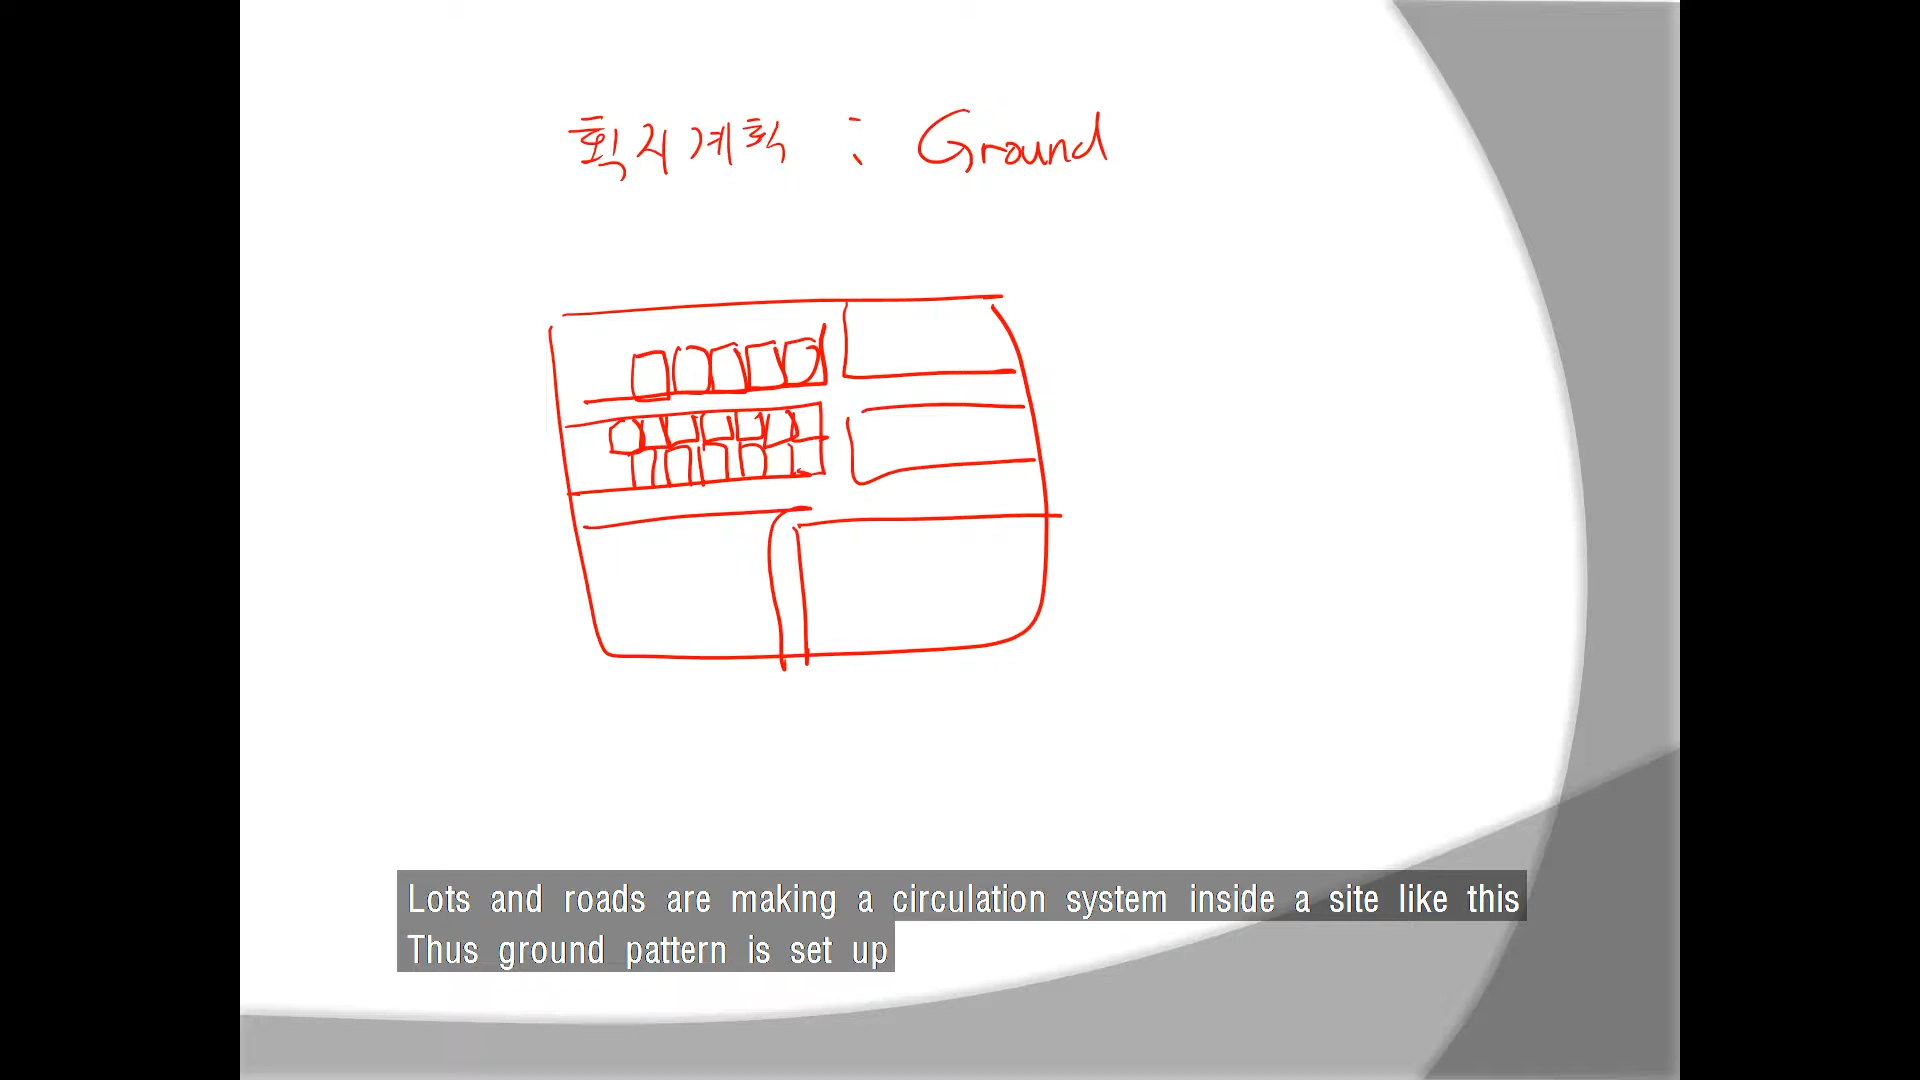 획지계획 : Ground
Lots and roads are making a circulation system inside a site like this
Thus ground pattern is set up